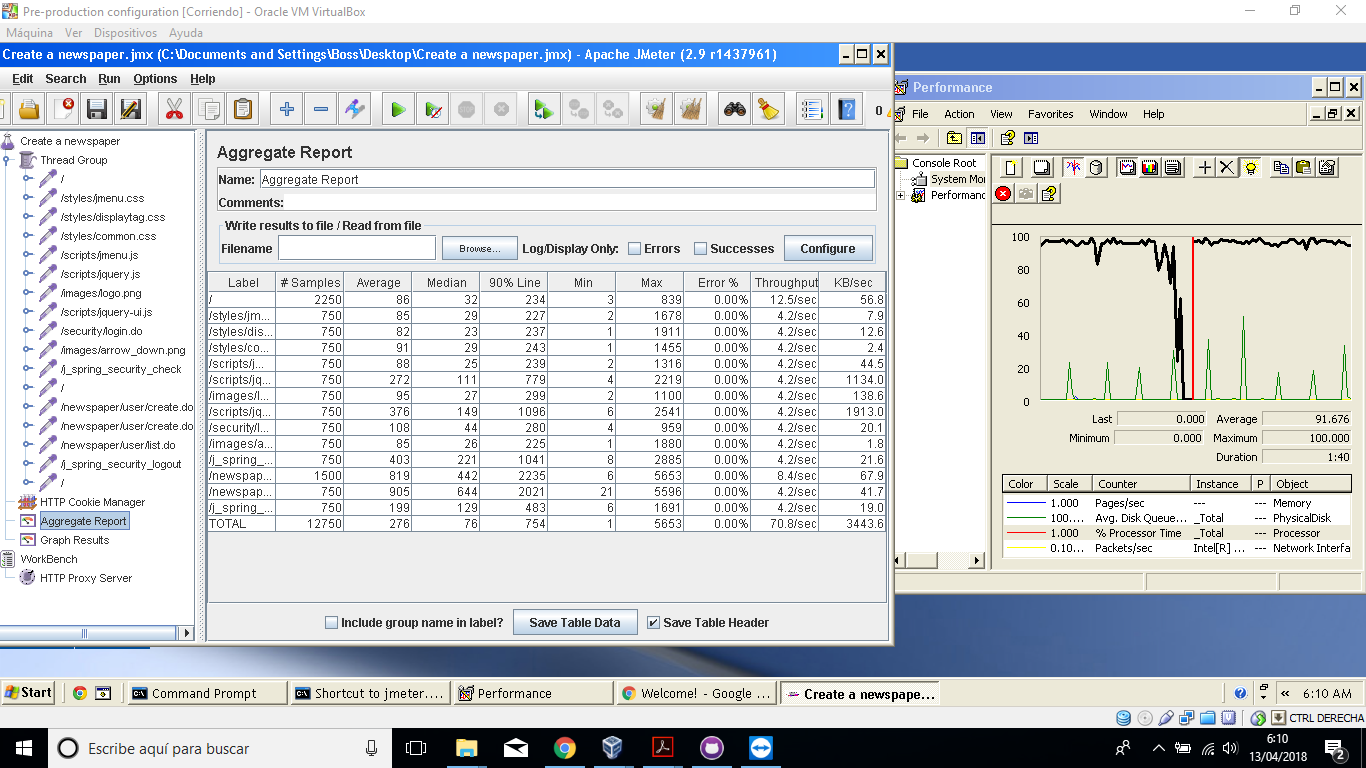 Pre-production configuration [Corriendo] - Oracle VM VirtualBox
Máquina Ver Dispositivos Ayuda
Create a newspaper.jmx (C:\Documents and Settings\Boss\Desktop\Create a newspaper.jmx) - Apache JMeter (2.9 r1437961)
Edit Search Run Options Help
0
Create a newspaper
Thread Group
/
/styles/jmenu.css
/styles/displaytag.css
/styles/common.css
/scripts/jmenu.js
/scripts/jquery.js
/images/logo.png
/scripts/jquery-ui.js
/security/login.do
/images/arrow_down.png
/j_spring_security_check
/
/newspaper/user/create.do
/newspaper/user/create.do
/newspaper/user/list.do
/j_spring_security_logout
/
HTTP Cookie Manager
Aggregate Report
Graph Results
WorkBench
HTTP Proxy Server
Aggregate Report
Name: Aggregate Report
Comments:
Write results to file / Read from file
Filename Browse... Log/Display Only: Errors Successes Configure
Label # Samples Average Median 90% Line Min Max Error % Throughput KB/sec
/ 2250 86 32 234 3 839 0.00% 12.5/sec 56.8
/styles/jm... 750 85 29 227 2 1678 0.00% 4.2/sec 7.9
/styles/dis... 750 82 23 237 1 1911 0.00% 4.2/sec 12.6
/styles/co... 750 91 29 243 1 1455 0.00% 4.2/sec 2.4
/scripts/j... 750 88 25 239 2 1316 0.00% 4.2/sec 44.5
/scripts/jq... 750 272 111 779 4 2219 0.00% 4.2/sec 1134.0
/images/l... 750 95 27 299 2 1100 0.00% 4.2/sec 138.6
/scripts/jq... 750 376 149 1096 6 2541 0.00% 4.2/sec 1913.0
/security/l... 750 108 44 280 4 959 0.00% 4.2/sec 20.1
/images/a... 750 85 26 225 1 1880 0.00% 4.2/sec 1.8
/j_spring_... 750 403 221 1041 8 2885 0.00% 4.2/sec 21.6
/newspap... 1500 819 442 2235 6 5653 0.00% 8.4/sec 67.9
/newspap... 750 905 644 2021 21 5596 0.00% 4.2/sec 41.7
/j_spring_... 750 199 129 483 6 1691 0.00% 4.2/sec 19.0
TOTAL 12750 276 76 754 1 5653 0.00% 70.8/sec 3443.6
Include group name in label? Save Table Data Save Table Header
Performance
File Action View Favorites Window Help
Console Root
System Mor
Performanc
100
80
60
40
20
0
Last 0.000 Average 91.676
Minimum 0.000 Maximum 100.000
Duration 1:40
Color Scale Counter Instance P Object
1.000 Pages/sec --- --- Memory
100.... Avg. Disk Queue... _Total --- PhysicalDisk
1.000 % Processor Time _Total --- Processor
0.10... Packets/sec Intel[R] ... --- Network Interfa
Start Command Prompt Shortcut to jmeter.... Performance Welcome! - Google ... Create a newspape... « 6:10 AM
CTRL DERECHA
Escribe aquí para buscar
6:10
13/04/2018
2